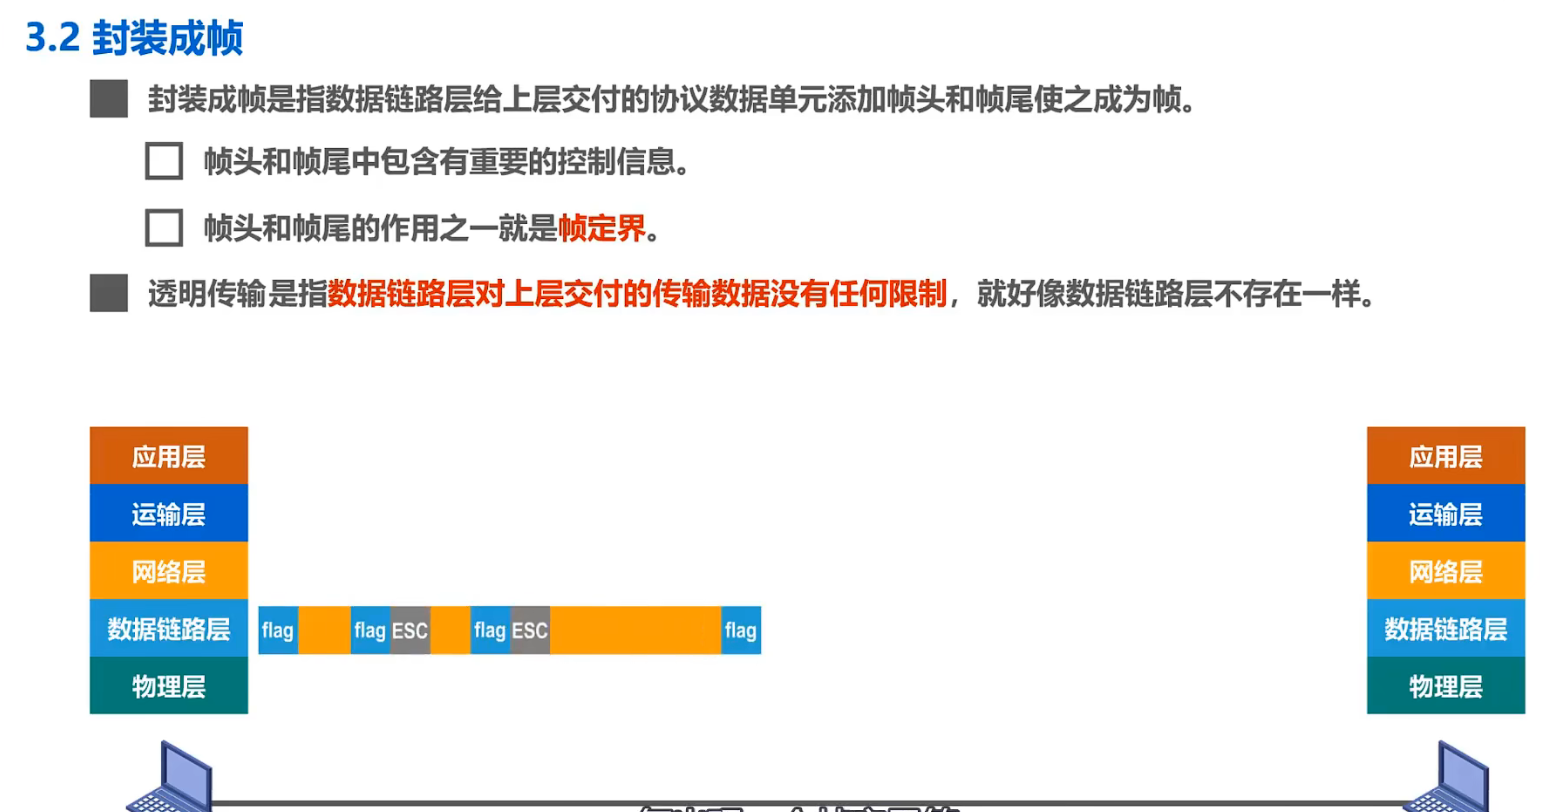 3.2 封装成帧
封装成帧是指数据链路层给上层交付的协议数据单元添加帧头和帧尾使之成为帧。
帧头和帧尾中包含有重要的控制信息。
帧头和帧尾的作用之一就是帧定界。
透明传输是指数据链路层对上层交付的传输数据没有任何限制，就好像数据链路层不存在一样。
应用层
运输层
网络层
数据链路层
物理层
flag flag ESC flag ESC flag
应用层
运输层
网络层
数据链路层
物理层